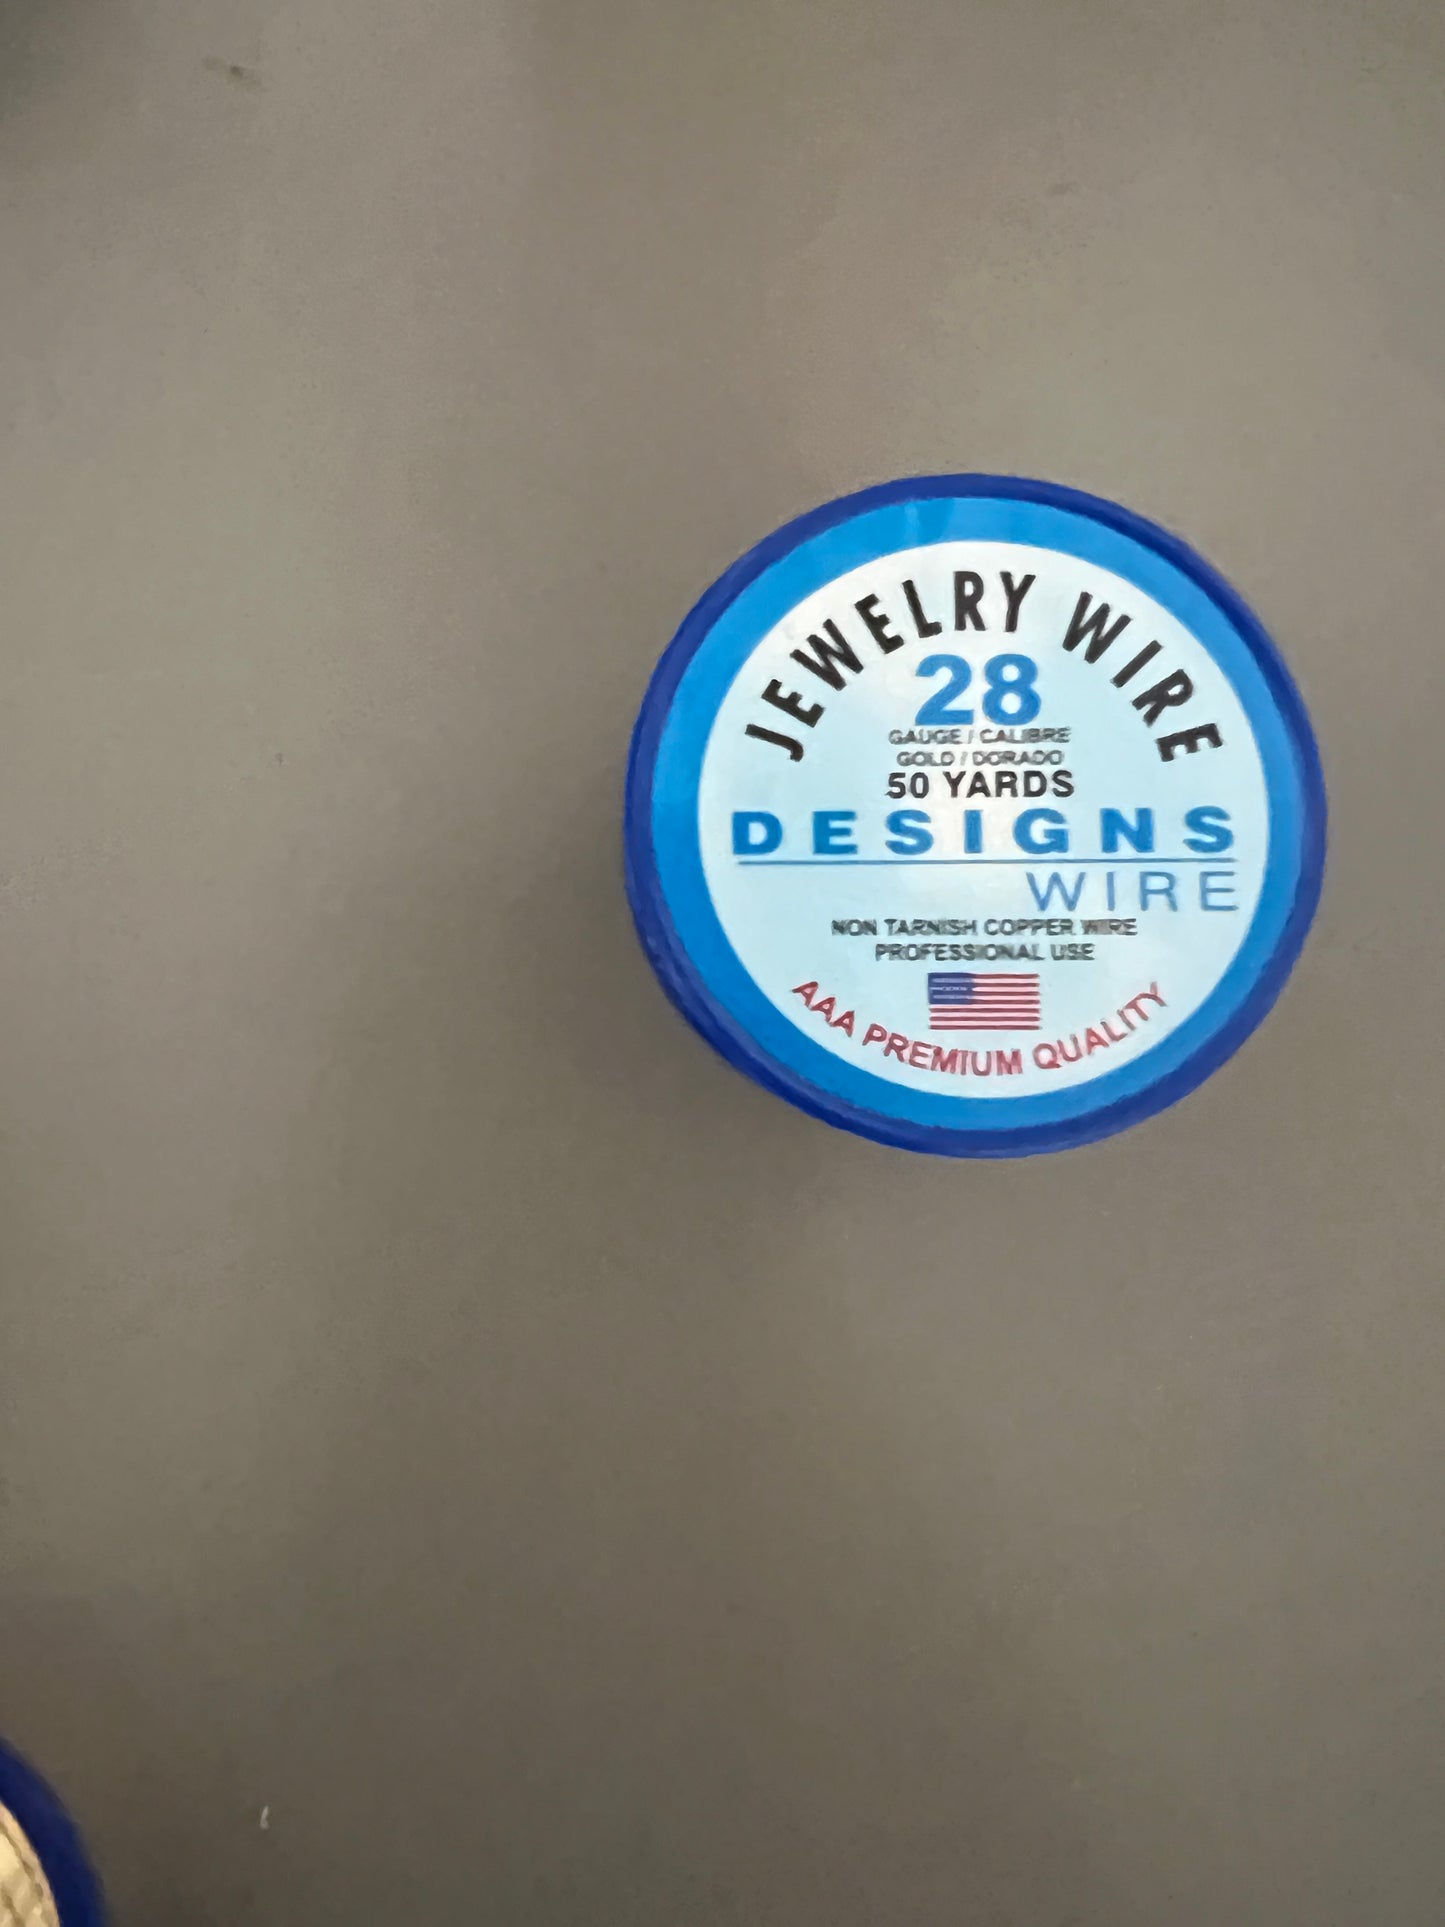 JEWELRY WIRE
28
GAUGE / CALIBRE
GOLD / DORADO
50 YARDS
DESIGNS
WIRE
NON TARNISH COPPER WIRE
PROFESSIONAL USE
AAA PREMIUM QUALITY